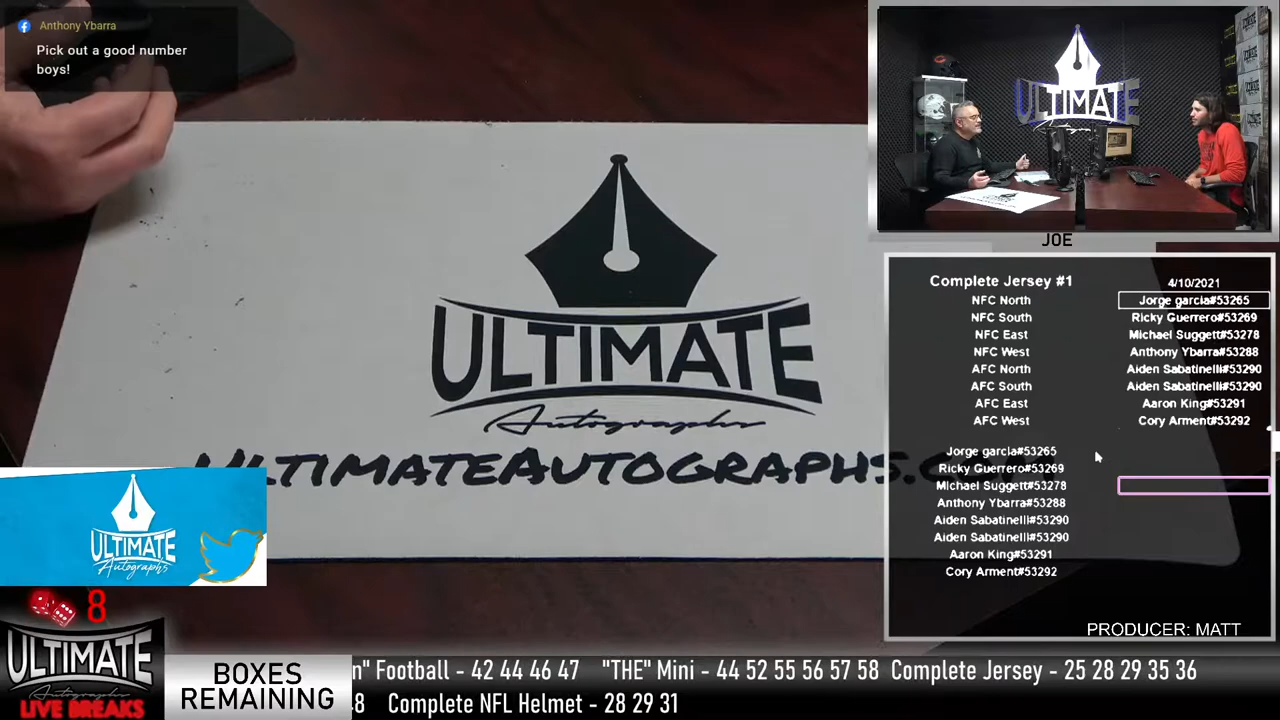 Anthony Ybarra
Pick out a good number
boys!
ULTIMATE
Autographs
ULTIMATEAUTOGRAPHS.C
ULTIMATE
JOE
Complete Jersey #1
4/10/2021
NFC North Jorge garcia#53265
NFC South Ricky Guerrero#53269
NFC East Michael Suggett#53278
NFC West Anthony Ybarra#53288
AFC North Aiden Sabatinelli#53290
AFC South Aiden Sabatinelli#53290
AFC East Aaron King#53291
AFC West Cory Arment#53292
Jorge garcia#53265
Ricky Guerrero#53269
Michael Suggett#53278
Anthony Ybarra#53288
Aiden Sabatinelli#53290
Aiden Sabatinelli#53290
Aaron King#53291
Cory Arment#53292
PRODUCER: MATT
ULTIMATE
Autographs
8
ULTIMATE
Autographs
LIVE BREAKS
BOXES
REMAINING
n" Football - 42 44 46 47 "THE" Mini - 44 52 55 56 57 58 Complete Jersey - 25 28 29 35 36
48 Complete NFL Helmet - 28 29 31